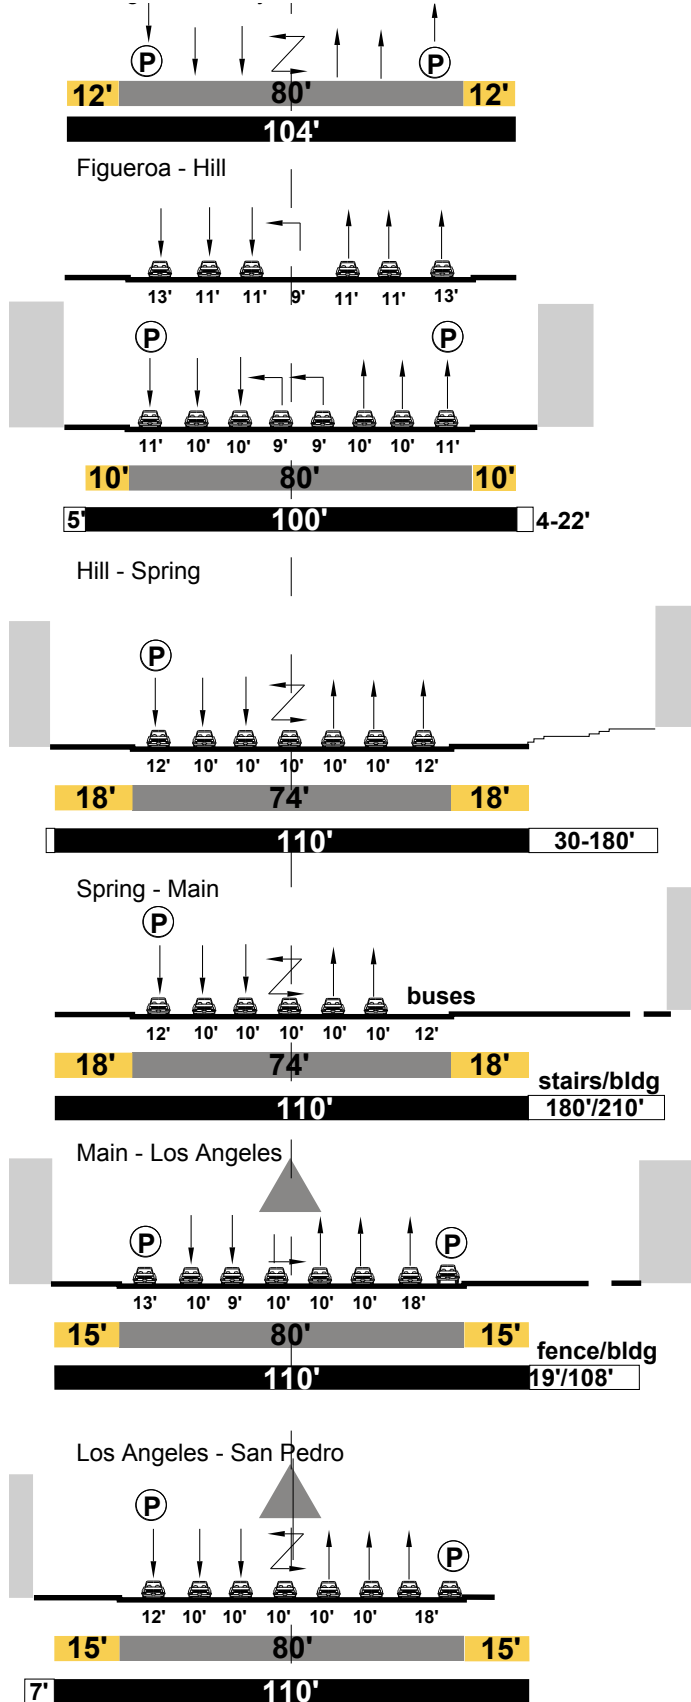 P P
12' 80' 12'
104'
Figueroa - Hill
13' 11' 11' 9' 11' 11' 13'
P P
11' 10' 10' 9' 9' 10' 10' 11'
10' 80' 10'
5' 100' 4-22'
Hill - Spring
P
12' 10' 10' 10' 10' 10' 12'
18' 74' 18'
110' 30-180'
Spring - Main
P
buses
12' 10' 10' 10' 10' 10' 12'
18' 74' 18'
stairs/bldg
110' 180'/210'
Main - Los Angeles
P P
13' 10' 9' 10' 10' 10' 18'
15' 80' 15'
fence/bldg
110' 19'/108'
Los Angeles - San Pedro
P P
12' 10' 10' 10' 10' 10' 18'
15' 80' 15'
7' 110'